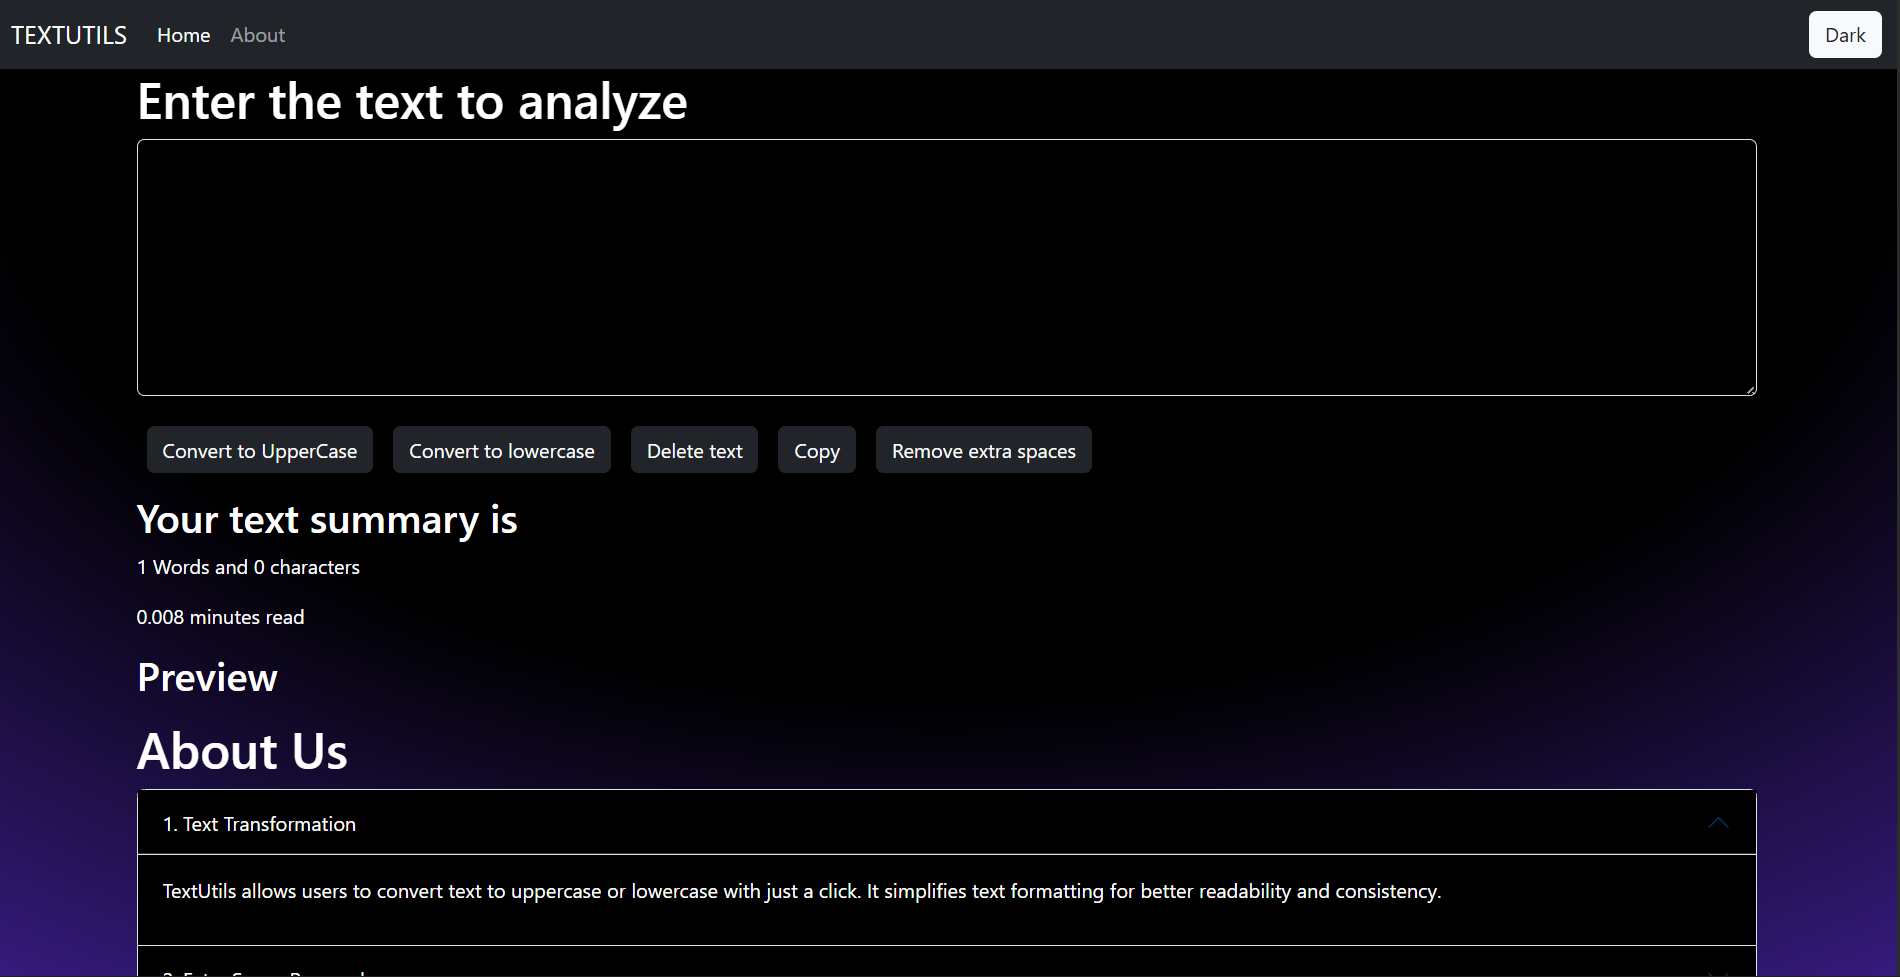 TEXTUTILS Home About Dark
Enter the text to analyze
Convert to UpperCase Convert to lowercase Delete text Copy Remove extra spaces
Your text summary is
1 Words and 0 characters
0.008 minutes read
Preview
About Us
1. Text Transformation
TextUtils allows users to convert text to uppercase or lowercase with just a click. It simplifies text formatting for better readability and consistency.